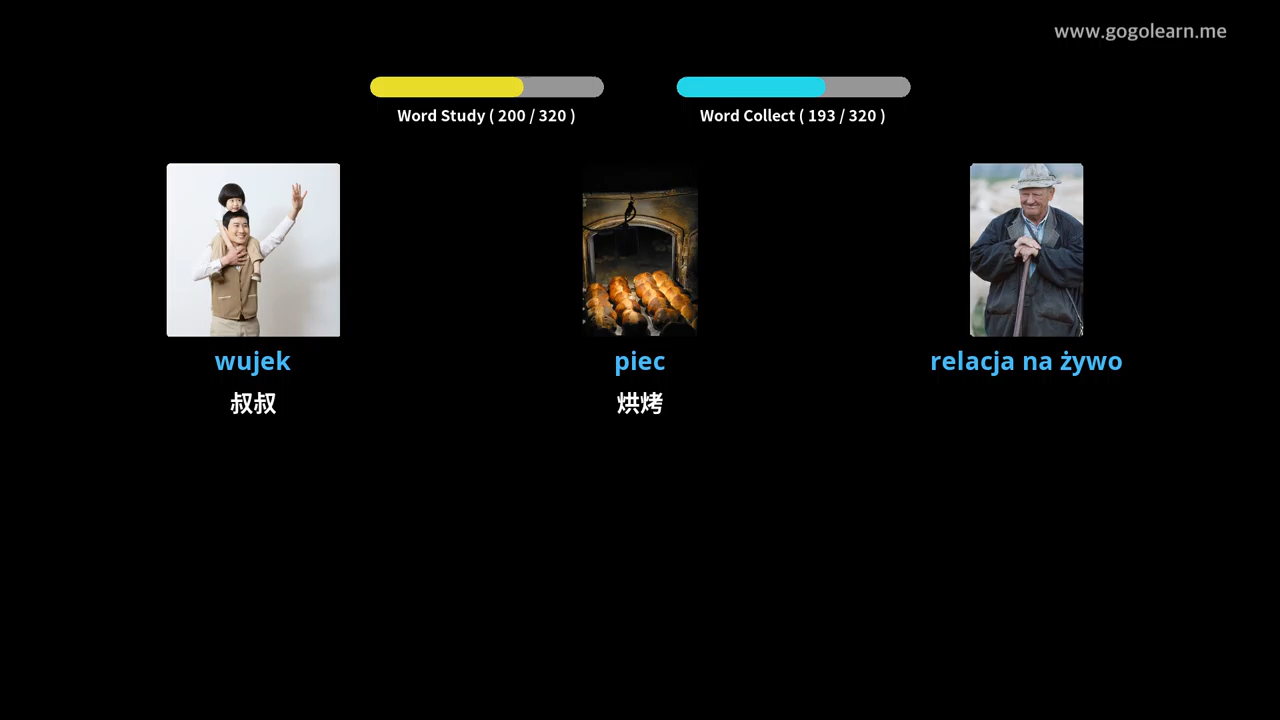 www.gogolearn.me
Word Study ( 200 / 320 )
Word Collect ( 193 / 320 )
wujek
piec
relacja na żywo
叔叔
烘烤